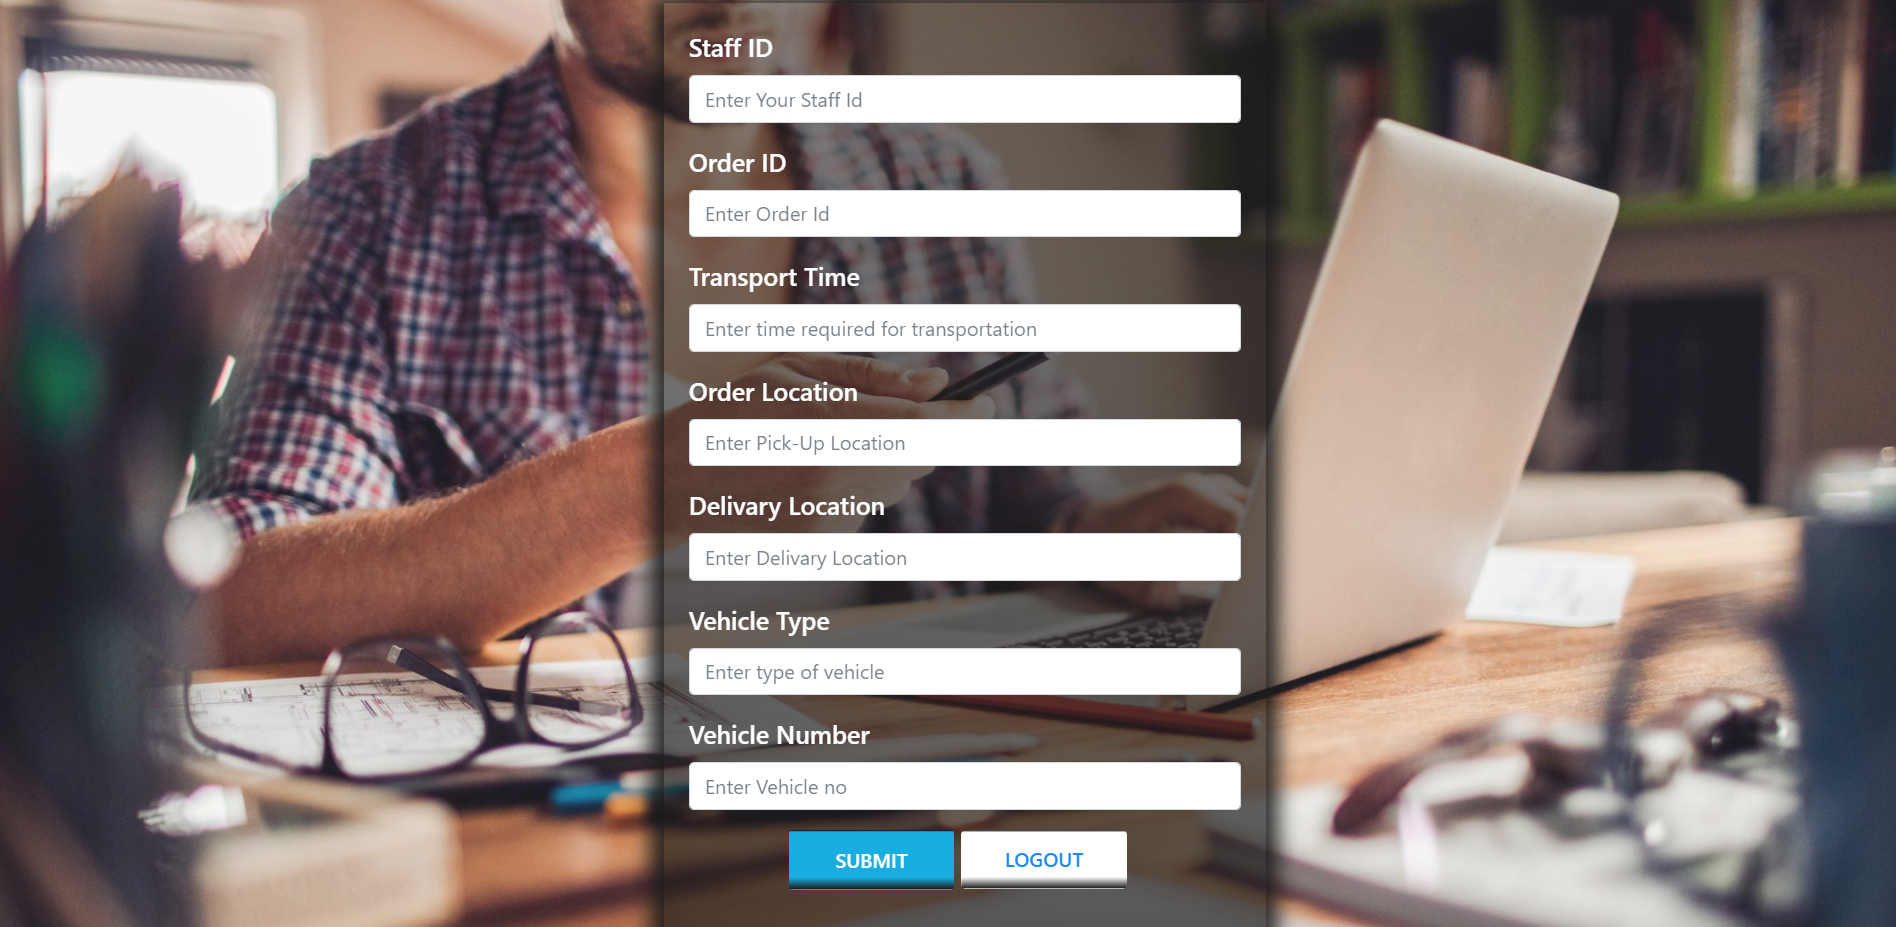 Staff ID
Enter Your Staff Id
Order ID
Enter Order Id
Transport Time
Enter time required for transportation
Order Location
Enter Pick-Up Location
Delivary Location
Enter Delivary Location
Vehicle Type
Enter type of vehicle
Vehicle Number
Enter Vehicle no
SUBMIT LOGOUT